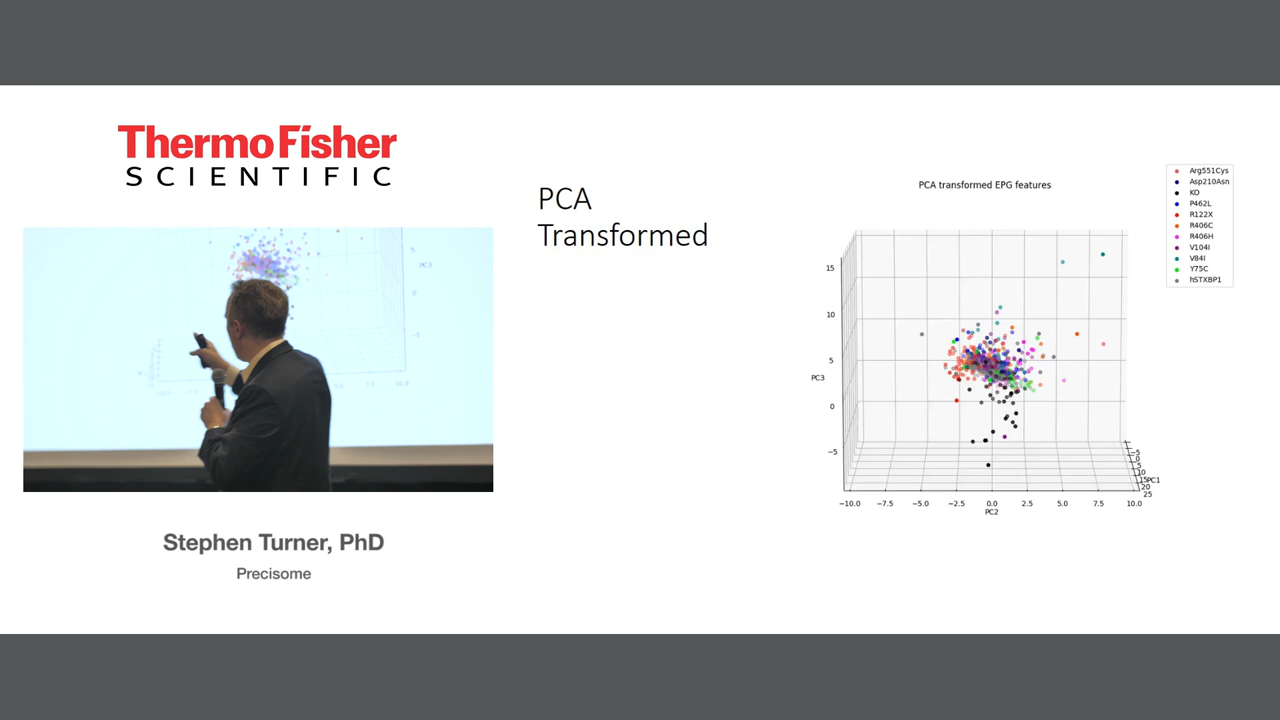 ThermoFisher
SCIENTIFIC
Stephen Turner, PhD
Precisome
PCA
Transformed
PCA transformed EPG features
Arg551Cys
Asp210Asn
KO
P462L
R122X
R406C
R406H
V104I
V84I
Y75C
hSTXBP1
15
10
5
0
−5
PC3
−10.0 −7.5 −5.0 −2.5 0.0 2.5 5.0 7.5 10.0
PC2
−5
0
5
10
15
20
25
PC1
PC3